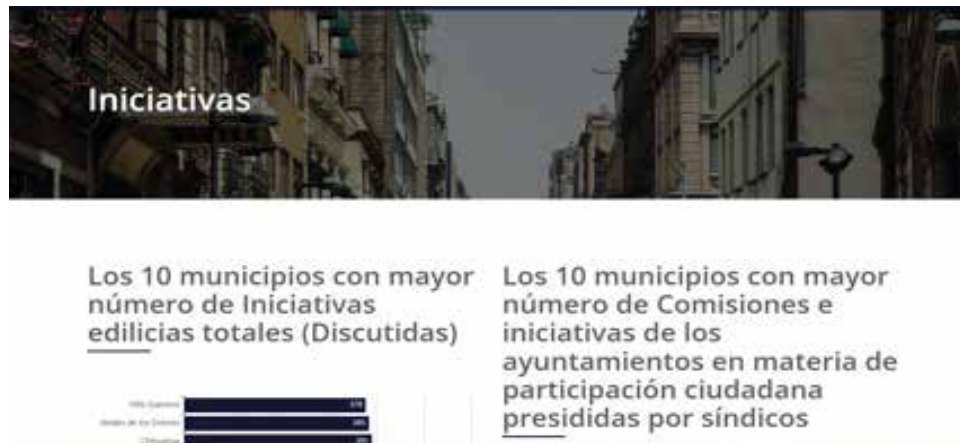 Iniciativas
Los 10 municipios con mayor
número de Iniciativas
edilicias totales (Discutidas)
Los 10 municipios con mayor
número de Comisiones e
iniciativas de los
ayuntamientos en materia de
participación ciudadana
presididas por síndicos
Chihuahua